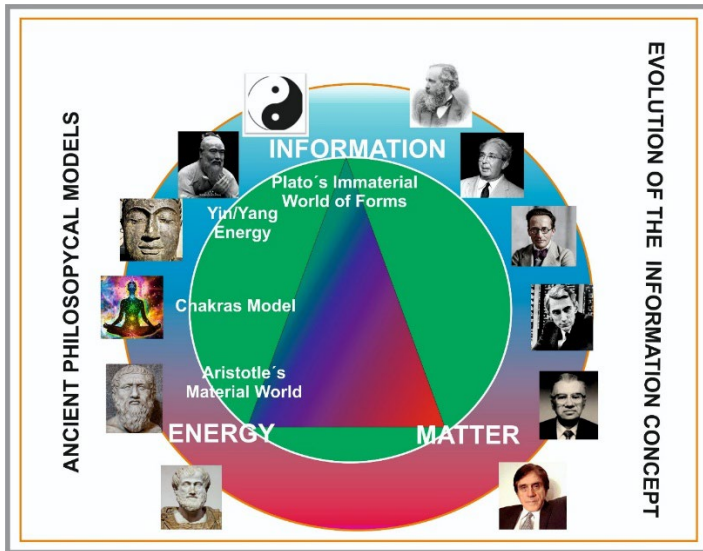 ANCIENT PHILOSOPYCAL MODELS
INFORMATION
Plato´s Immaterial
World of Forms
Yin/Yang
Energy
Chakras Model
Aristotle´s
Material World
ENERGY
MATTER
EVOLUTION OF THE INFORMATION CONCEPT